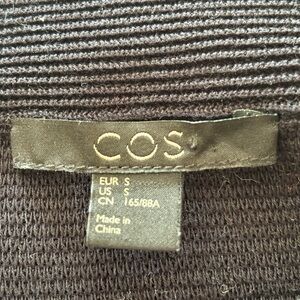 COS
EUR S
US S
CN 165/88A
Made in
China